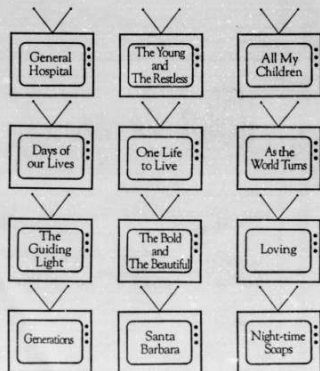 General
Hospital
The Young
and
The Restless
All My
Children
Days of
our Lives
One Life
to Live
As the
World Turns
The
Guiding
Light
The Bold
and
The Beautiful
Loving
Generations
Santa
Barbara
Night-time
Soaps